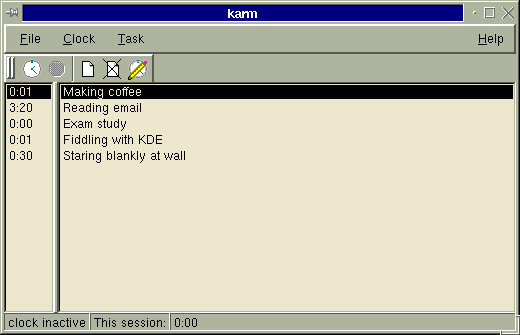 karm
File Clock Task Help
0:01 Making coffee
3:20 Reading email
0:00 Exam study
0:01 Fiddling with KDE
0:30 Staring blankly at wall
clock inactive This session: 0:00